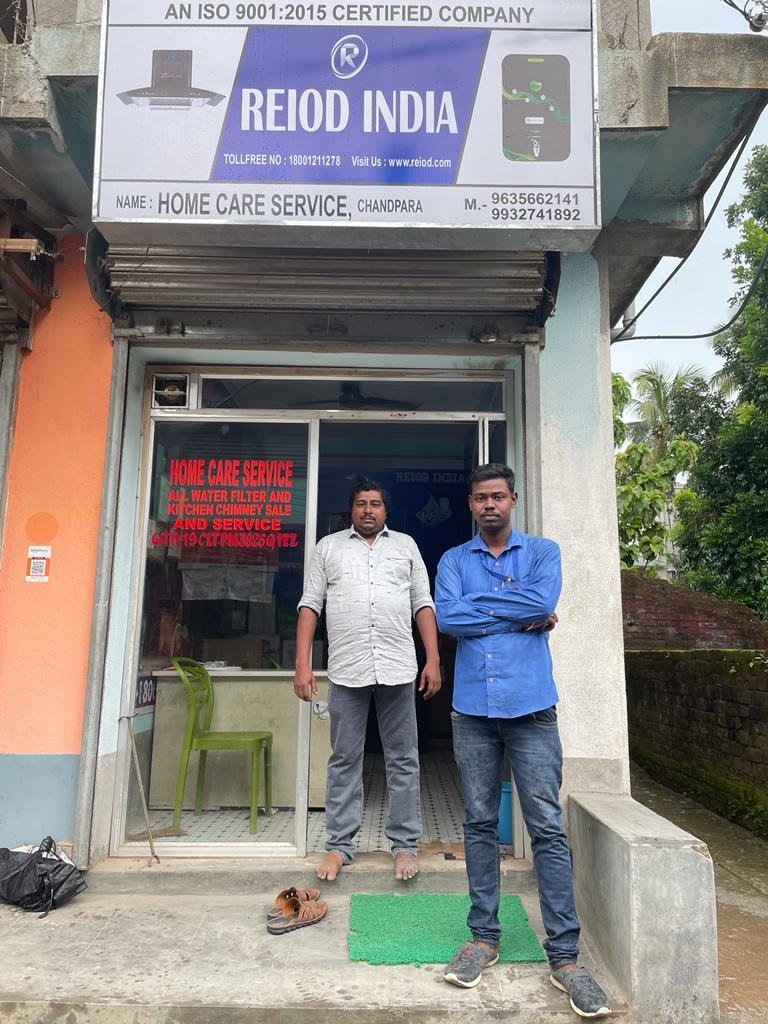 AN ISO 9001:2015 CERTIFIED COMPANY
R
REIOD INDIA
TOLLFREE NO : 18001211278 Visit Us : www.reiod.com
NAME : HOME CARE SERVICE, CHANDPARA
M.- 9635662141
9932741892
HOME CARE SERVICE
ALL WATER FILTER AND
KITCHEN CHIMNEY SALE
AND SERVICE
REIOD INDIA